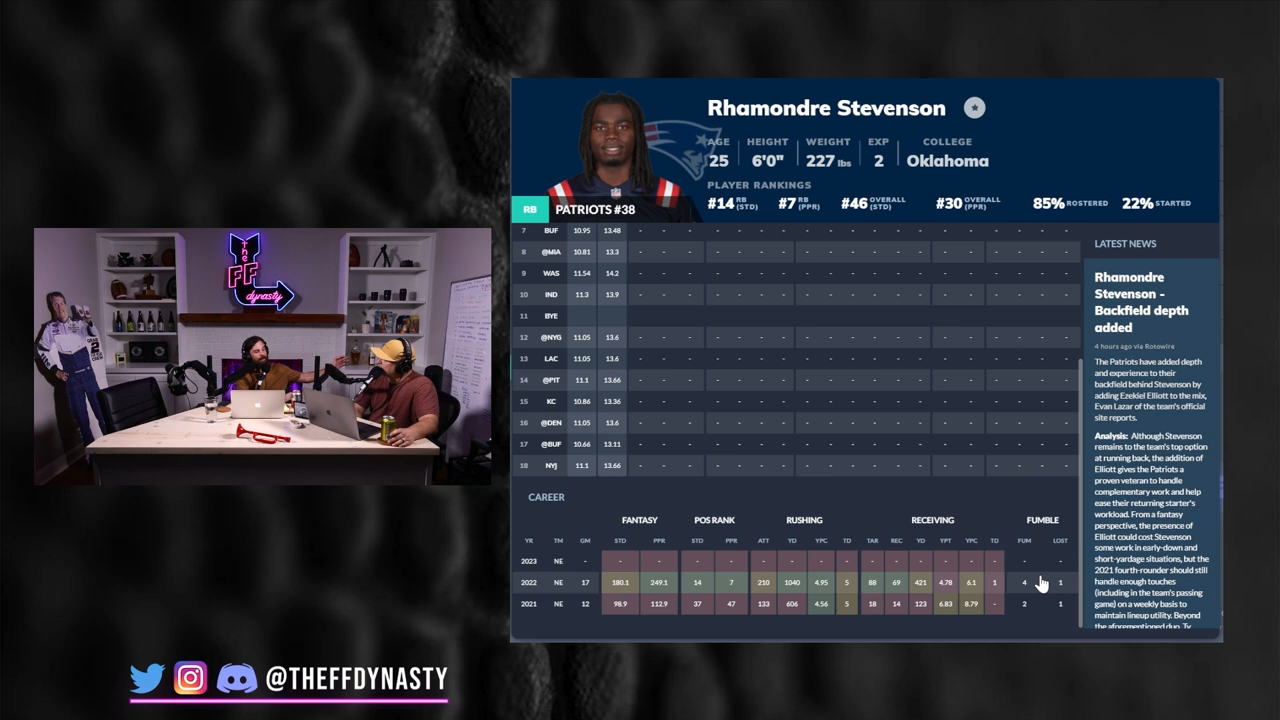 Rhamondre Stevenson
AGE HEIGHT WEIGHT EXP COLLEGE
25 6'0" 227 lbs 2 Oklahoma
PLAYER RANKINGS
#14 RB (STD) #7 RB (PPR) #46 OVERALL (STD) #30 OVERALL (PPR) 85% ROSTERED 22% STARTED
RB PATRIOTS #38
7 BUF 10.95 13.48 - - - - - - - - - - - - - - - - - -
8 @MIA 10.81 13.3 - - - - - - - - - - - - - - - - - -
9 WAS 11.54 14.2 - - - - - - - - - - - - - - - - - -
10 IND 11.3 13.9 - - - - - - - - - - - - - - - - - -
11 BYE
12 @NYG 11.05 13.6 - - - - - - - - - - - - - - - - - -
13 LAC 11.05 13.6 - - - - - - - - - - - - - - - - - -
14 @PIT 11.1 13.66 - - - - - - - - - - - - - - - - - -
15 KC 10.86 13.36 - - - - - - - - - - - - - - - - - -
16 @DEN 11.05 13.6 - - - - - - - - - - - - - - - - - -
17 @BUF 10.66 13.11 - - - - - - - - - - - - - - - - - -
18 NYJ 11.1 13.66 - - - - - - - - - - - - - - - - - -
CAREER
FANTASY POS RANK RUSHING RECEIVING FUMBLE
YR TM GM STD PPR STD PPR ATT YD YPC TD TAR REC YD YPT YPC TD FUM LOST
2023 NE - - - - - - - - - - - - - - - - -
2022 NE 17 180.1 249.1 14 7 210 1040 4.95 5 88 69 421 4.78 6.1 1 4 1
2021 NE 12 98.9 112.9 37 47 133 606 4.56 5 18 14 123 6.83 8.79 - 2 1
LATEST NEWS
Rhamondre
Stevenson -
Backfield depth
added
4 hours ago via Rotowire
The Patriots have added depth
and experience to their
backfield behind Stevenson by
adding Ezekiel Elliott to the mix,
Evan Lazar of the team's official
site reports.
Analysis: Although Stevenson
remains to the team's top option
at running back, the addition of
Elliott gives the Patriots a
proven veteran to handle
complementary work and help
ease their returning starter's
workload. From a fantasy
perspective, the presence of
Elliott could cost Stevenson
some work in early-down and
short-yardage situations, but the
2021 fourth-rounder should still
handle enough touches
(including in the team's passing
game) on a weekly basis to
maintain lineup utility. Beyond
the aforementioned duo, Ty
the
FF
dynasty
@THEFFDYNASTY